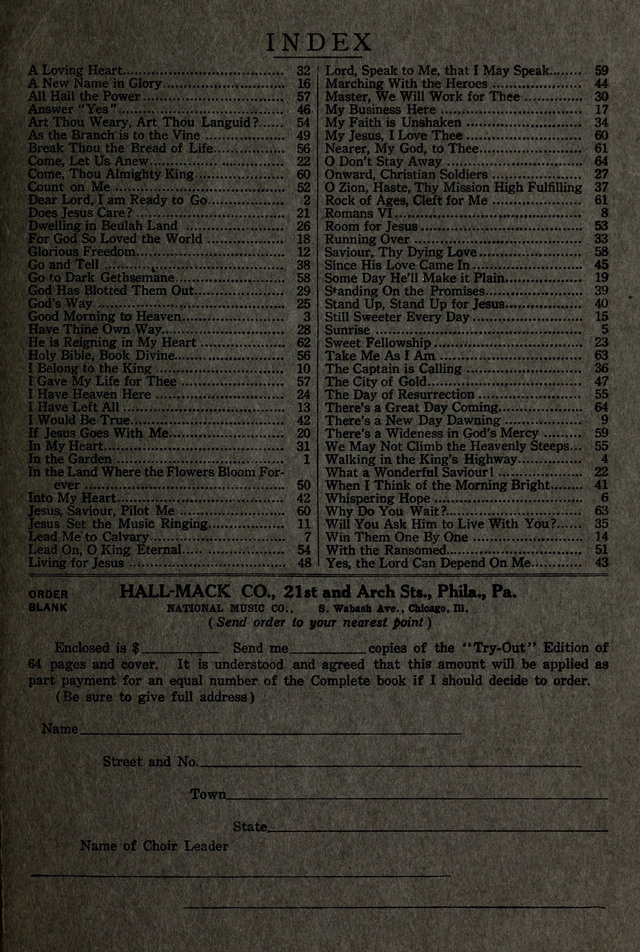 INDEX
A Loving Heart................................................ 32
A New Name in Glory................................... 16
All Hail the Power.......................................... 57
Answer "Yes"................................................. 46
Art Thou Weary, Art Thou Languid?...... 54
As the Branch is to the Vine ....................... 49
Break Thou the Bread of Life..................... 56
Come, Let Us Anew....................................... 22
Come, Thou Almighty King ......................... 60
Count on Me .................................................. 52
Dear Lord, I am Ready to Go..................... 2
Does Jesus Care? ........................................... 21
Dwelling in Beulah Land ............................ 26
For God So Loved the World ...................... 18
Glorious Freedom........................................... 12
Go and Tell .................................................... 38
Go to Dark Gethsemane............................... 58
God Has Blotted Them Out......................... 29
God's Way ...................................................... 25
Good Morning to Heaven............................. 3
Have Thine Own Way................................... 28
He is Reigning in My Heart ........................ 62
Holy Bible, Book Divine............................... 56
I Belong to the King ..................................... 10
I Gave My Life for Thee .............................. 57
I Have Heaven Here ..................................... 24
I Have Left All ............................................... 13
I Would Be True............................................ 42
If Jesus Goes With Me.................................. 20
In My Heart.................................................... 31
In the Garden ................................................. 1
In the Land Where the Flowers Bloom For-
ever ............................................................. 50
Into My Heart................................................. 42
Jesus, Saviour, Pilot Me ............................... 60
Jesus Set the Music Ringing........................ 11
Lead Me to Calvary....................................... 7
Lead On, O King Eternal..... ...................... 54
Living for Jesus .............................................. 48
Lord, Speak to Me, that I May Speak........ 59
Marching With the Heroes ......................... 44
Master, We Will Work for Thee ................ 30
My Business Here ......................................... 17
My Faith is Unshaken .................................. 34
My Jesus, I Love Thee ................................. 60
Nearer, My God, to Thee............................. 61
O Don't Stay Away ....................................... 64
Onward, Christian Soldiers .......................... 27
O Zion, Haste, Thy Mission High Fulfilling 37
Rock of Ages, Cleft for Me ......................... 61
Romans VI...................................................... 8
Room for Jesus............................................... 53
Running Over ................................................ 33
Saviour, Thy Dying Love............................. 58
Since His Love Came In .............................. 45
Some Day He'll Make it Plain.................... 19
Standing On the Promises............................ 39
Stand Up, Stand Up for Jesus...................... 40
Still Sweeter Every Day ............................... 15
Sunrise ............................................................ 5
Sweet Fellowship ........................................... 23
Take Me As I Am .......................................... 63
The Captain is Calling .................................. 36
The City of Gold............................................ 47
The Day of Resurrection .............................. 55
There's a Great Day Coming....................... 64
There's a New Day Dawning ...................... 9
There's a Wideness in God's Mercy .......... 59
We May Not Climb the Heavenly Steeps... 55
Walking in the King's Highway.................. 4
What a Wonderful Saviour! ........................ 22
When I Think of the Morning Bright......... 41
Whispering Hope .......................................... 6
Why Do You Wait?........................................ 63
Will You Ask Him to Live With You?...... 35
Win Them One By One ............................... 14
With the Ransomed....................................... 51
Yes, the Lord Can Depend On Me............. 43
ORDER BLANK
HALL-MACK CO., 21st and Arch Sts., Phila., Pa.
NATIONAL MUSIC CO., S. Wabash Ave., Chicago, Ill.
(Send order to your nearest point)
Enclosed is $__________ Send me__________copies of the "Try-Out" Edition of
64 pages and cover. It is understood and agreed that this amount will be applied as
part payment for an equal number of the Complete book if I should decide to order.
(Be sure to give full address)
Name
Street and No.
Town
State
Name of Choir Leader